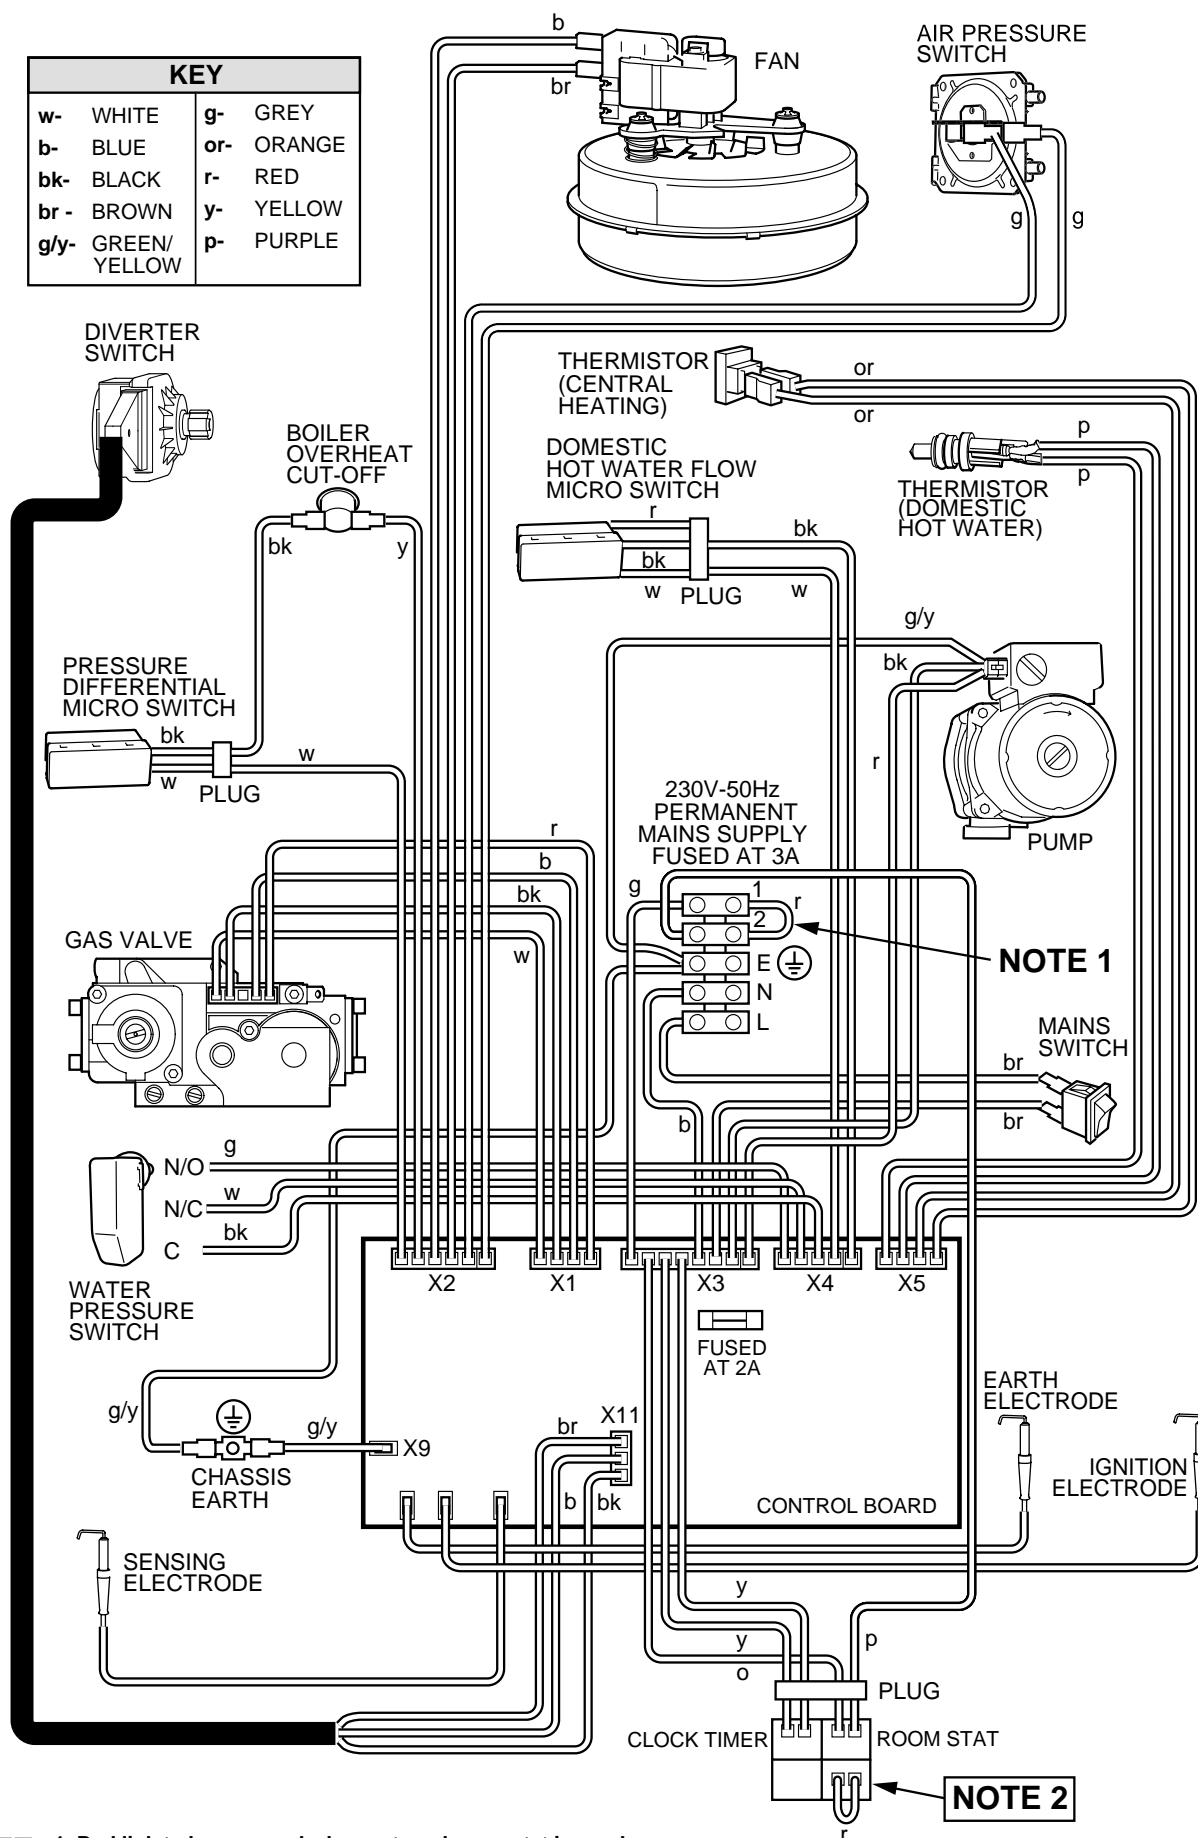 KEY
w- WHITE
b- BLUE
bk- BLACK
br - BROWN
g/y- GREEN/
YELLOW
g- GREY
or- ORANGE
r- RED
y- YELLOW
p- PURPLE
b
br
FAN
AIR PRESSURE
SWITCH
g
g
DIVERTER
SWITCH
THERMISTOR
(CENTRAL
HEATING)
or
or
BOILER
OVERHEAT
CUT-OFF
bk
y
DOMESTIC
HOT WATER FLOW
MICRO SWITCH
r
bk
bk
w
w
PLUG
p
p
THERMISTOR
(DOMESTIC
HOT WATER)
g/y
bk
r
PUMP
PRESSURE
DIFFERENTIAL
MICRO SWITCH
bk
w
w
PLUG
230V-50Hz
PERMANENT
MAINS SUPPLY
FUSED AT 3A
r
b
bk
w
g
1
r
2
E
N
L
NOTE 1
GAS VALVE
MAINS
SWITCH
br
br
b
N/O
g
N/C
w
C
bk
WATER
PRESSURE
SWITCH
X2
X1
X3
X4
X5
FUSED
AT 2A
g/y
g/y
X9
CHASSIS
EARTH
X11
br
b
bk
CONTROL BOARD
EARTH
ELECTRODE
IGNITION
ELECTRODE
SENSING
ELECTRODE
y
y
o
p
PLUG
CLOCK TIMER
ROOM STAT
NOTE 2
r